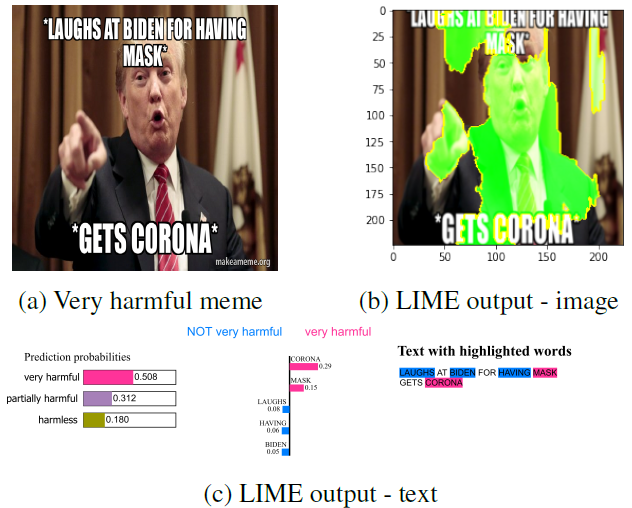 *LAUGHS AT BIDEN FOR HAVING
MASK*
*GETS CORONA*
makeameme.org
0
25
50
75
100
125
150
175
200
LAUGHS AT BIDEN FOR HAVING
MASK*
*GETS CORONA*
0 50 100 150 200
(a) Very harmful meme
(b) LIME output - image
NOT very harmful very harmful
Prediction probabilities
very harmful 0.508
partially harmful 0.312
harmless 0.180
CORONA
0.29
MASK
0.15
LAUGHS
0.08
HAVING
0.06
BIDEN
0.05
Text with highlighted words
LAUGHS AT BIDEN FOR HAVING MASK
GETS CORONA
(c) LIME output - text